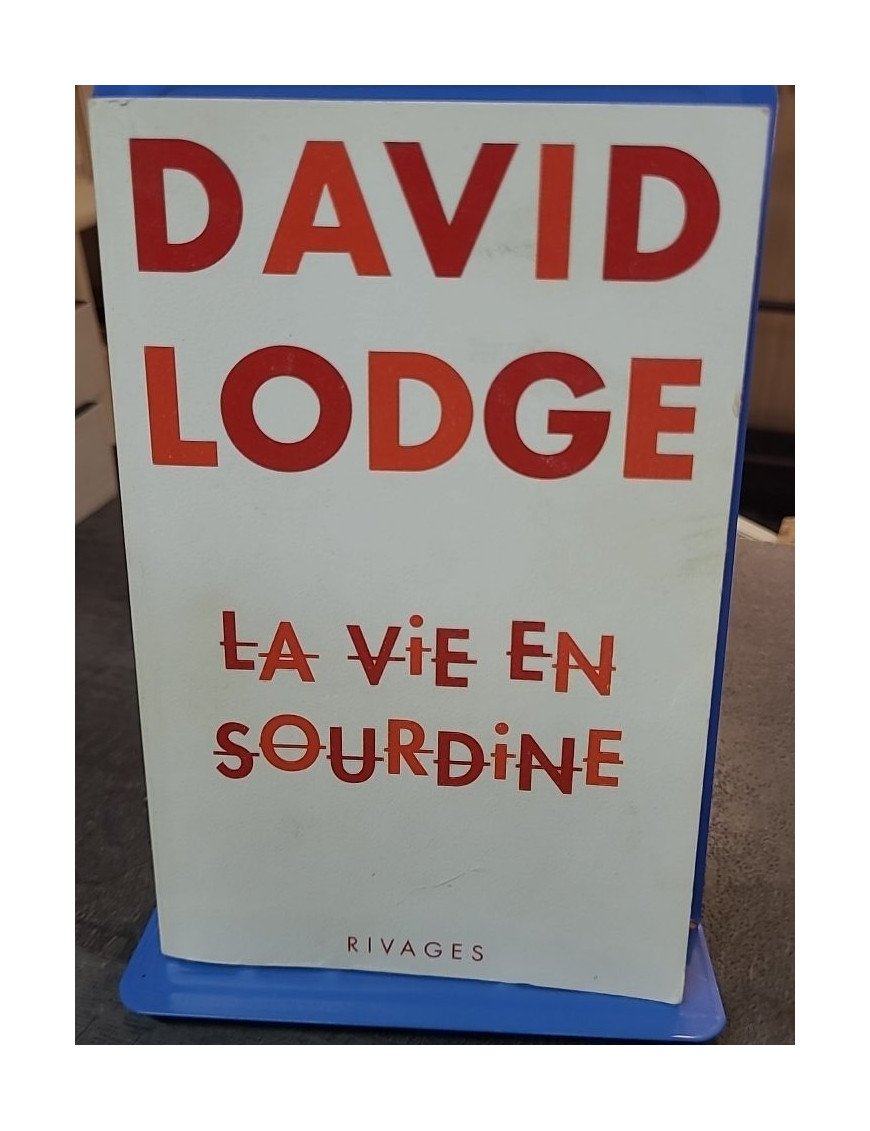 DAVID
LODGE
LA ViE EN
SOURDiNE
RIVAGES